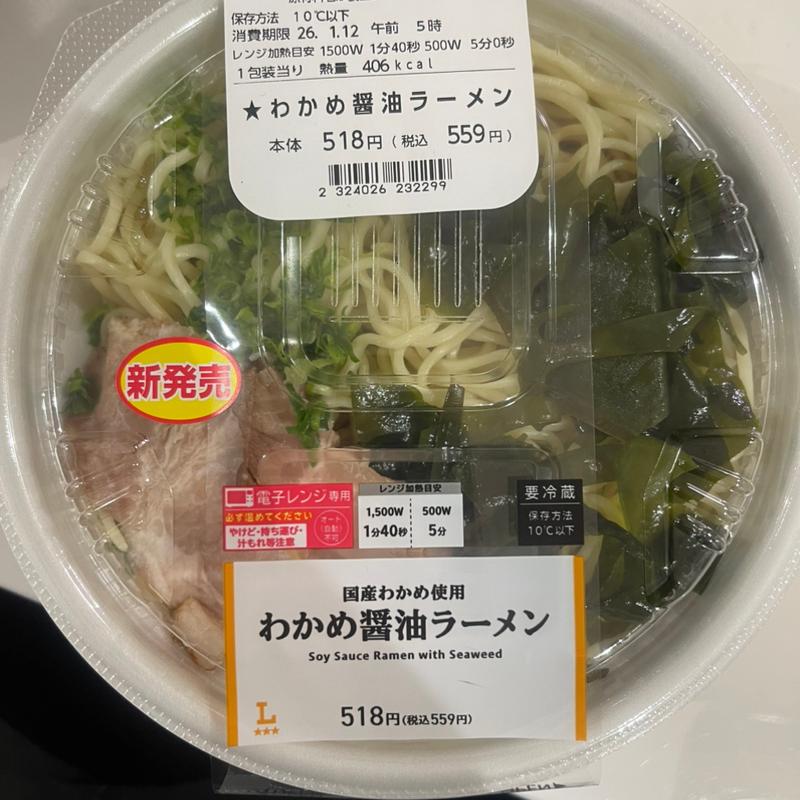 保存方法 10℃以下
消費期限 26. 1.12 午前 5時
レンジ加熱目安 1500W 1分40秒 500W 5分0秒
1包装当り 熱量 406kcal
★わかめ醤油ラーメン
本体 518円(税込 559円)
2 324026 232299
新発売
電子レンジ専用
必ず温めてください
やけど・持ち運び・
汁もれ等注意
オート
(自動)
不可
レンジ加熱目安
1,500W 500W
1分40秒 5分
要冷蔵
保存方法
10℃以下
国産わかめ使用
わかめ醤油ラーメン
Soy Sauce Ramen with Seaweed
L
★★★
518円(税込559円)